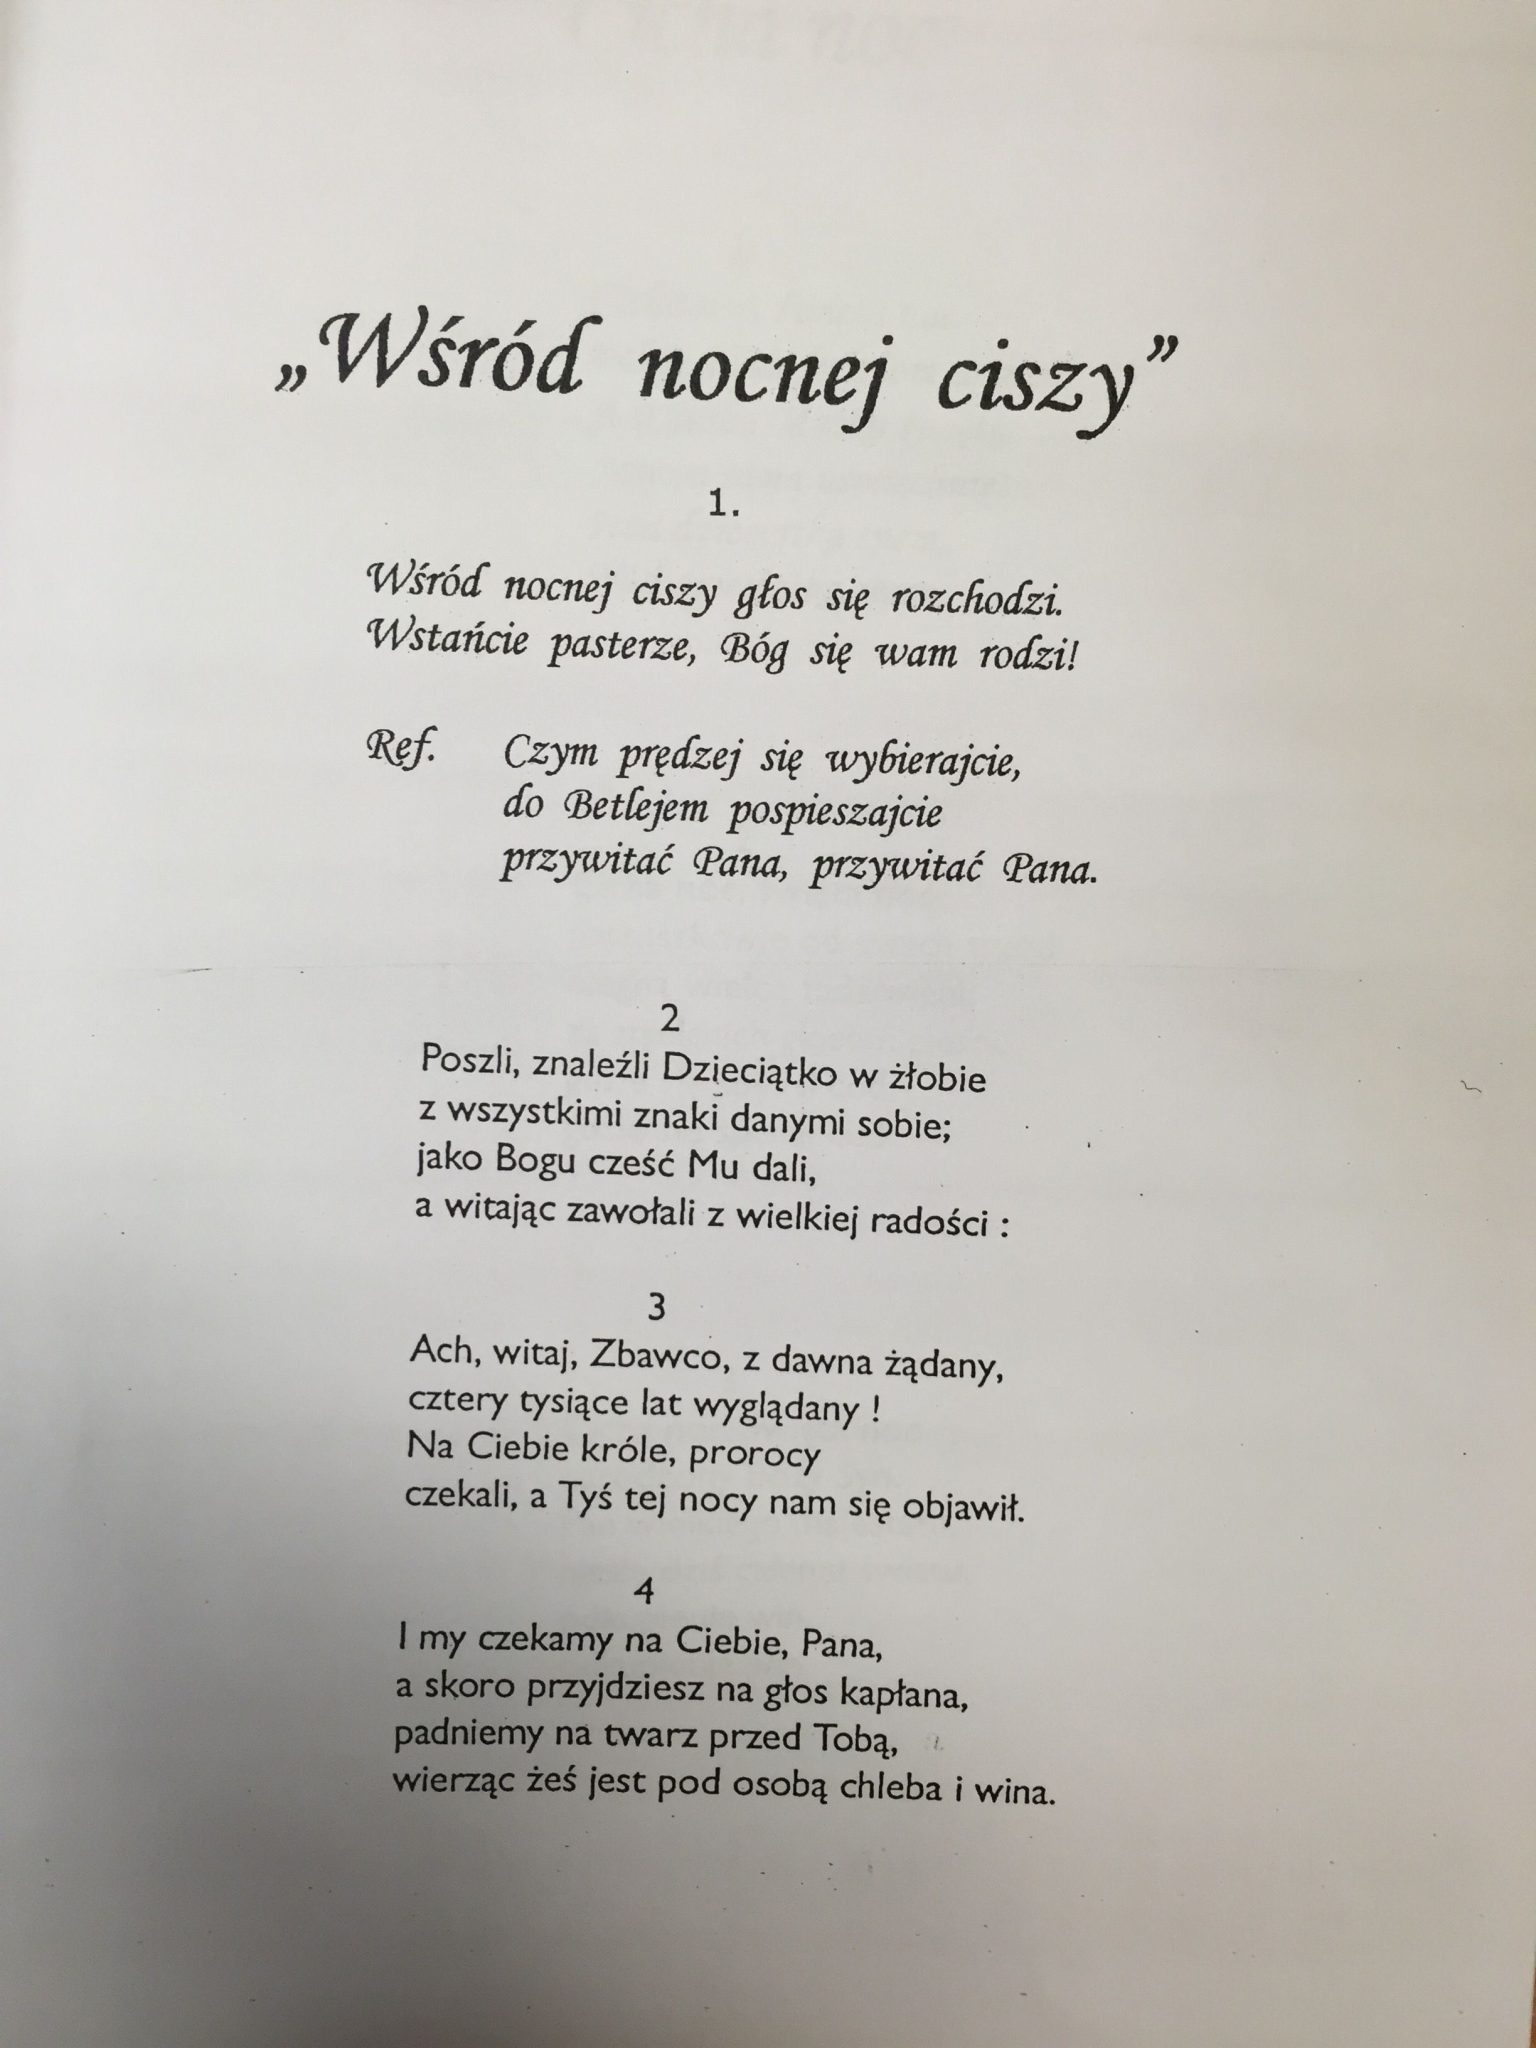 „Wśród nocnej ciszy”
1.
Wśród nocnej ciszy głos się rozchodzi.
Wstańcie pasterze, Bóg się wam rodzi!
Ref. Czym prędzej się wybierajcie,
do Betlejem pospieszajcie
przywitać Pana, przywitać Pana.
2
Poszli, znaleźli Dzieciątko w żłobie
z wszystkimi znaki danymi sobie;
jako Bogu cześć Mu dali,
a witając zawołali z wielkiej radości :
3
Ach, witaj, Zbawco, z dawna żądany,
cztery tysiące lat wyglądany !
Na Ciebie króle, prorocy
czekali, a Tyś tej nocy nam się objawił.
4
I my czekamy na Ciebie, Pana,
a skoro przyjdziesz na głos kapłana,
padniemy na twarz przed Tobą,
wierząc żeś jest pod osobą chleba i wina.